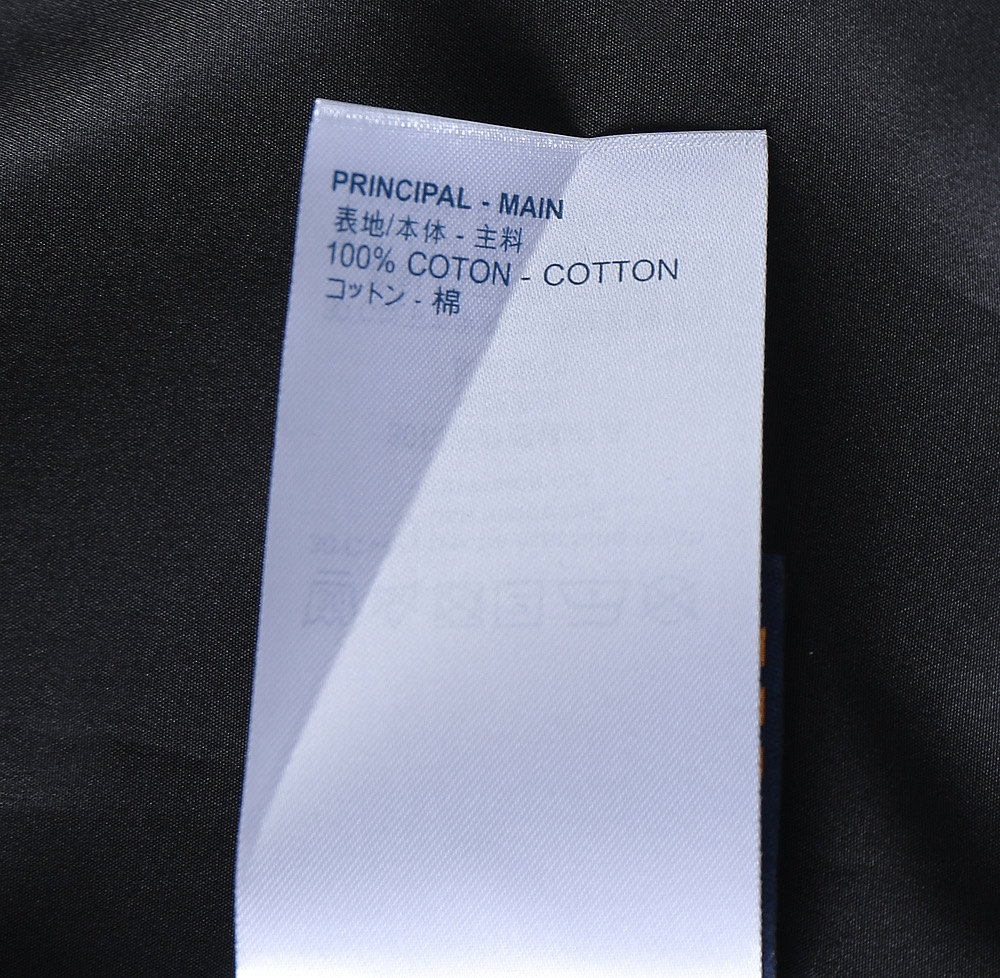 PRINCIPAL - MAIN
表地/本体 - 主料
100% COTON - COTTON
コットン - 棉